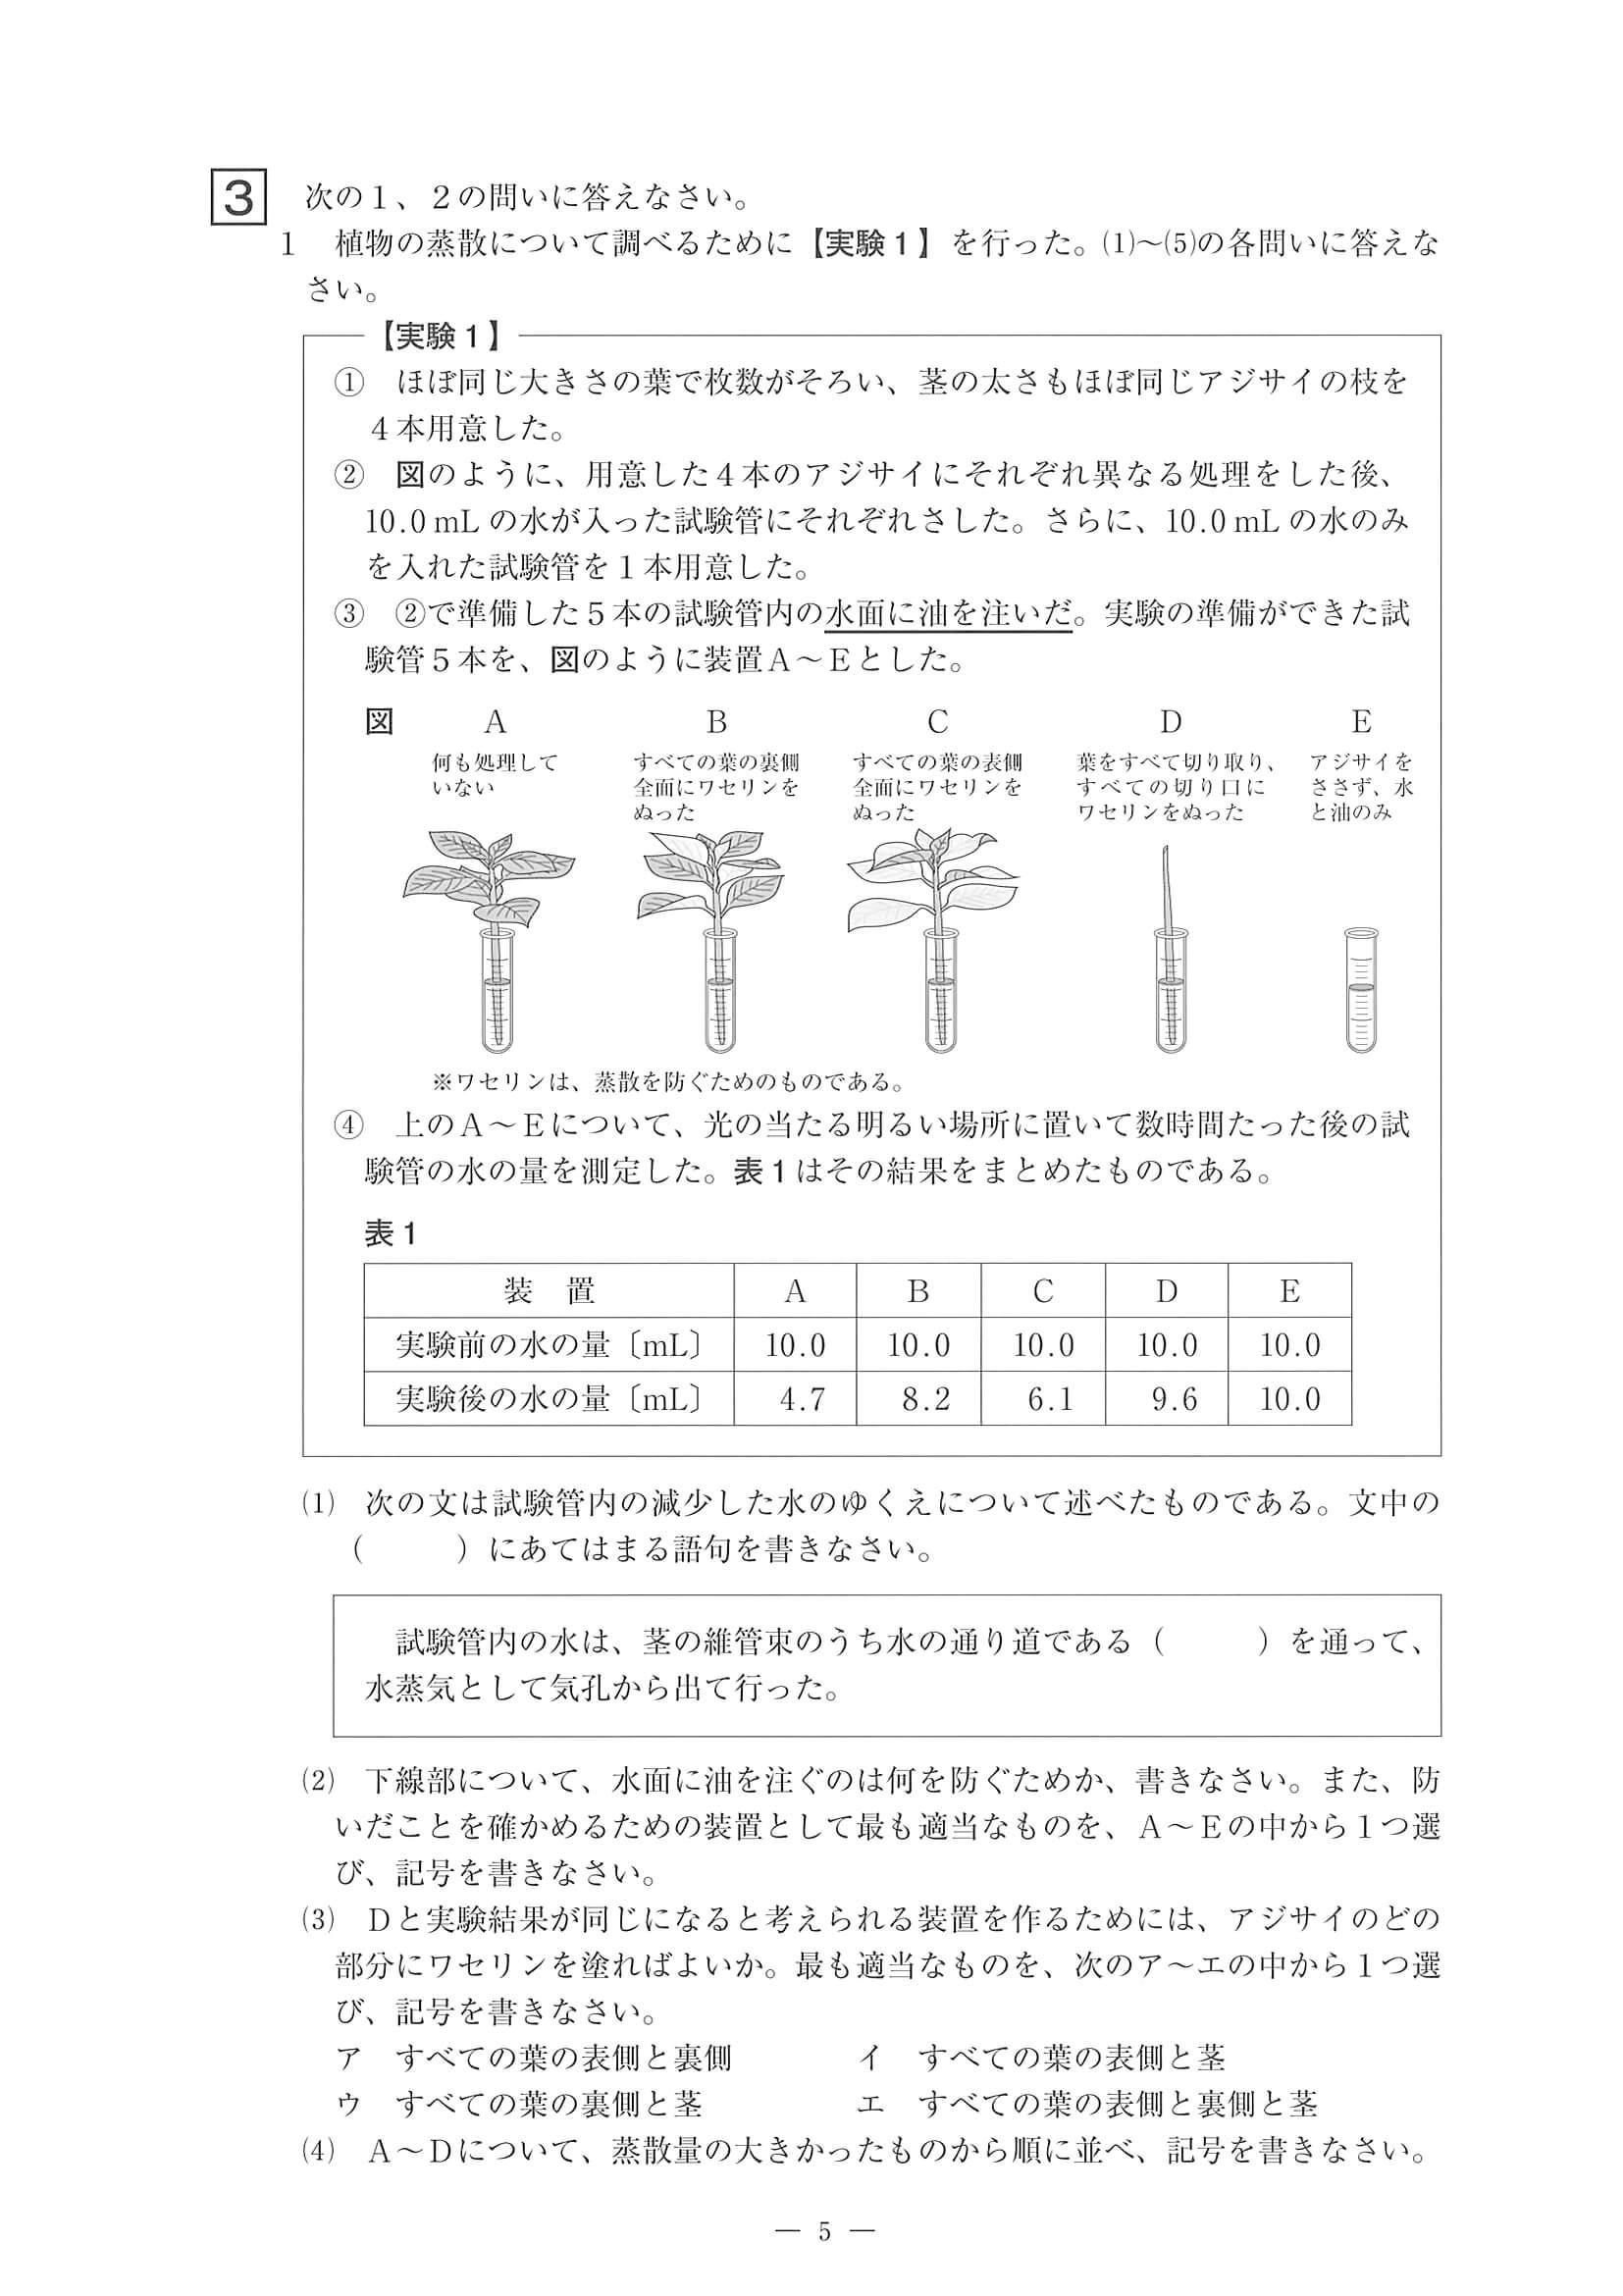 3 次の１、２の問いに答えなさい。
１ 植物の蒸散について調べるために【実験１】を行った。⑴～⑸の各問いに答えな
さい。
【実験１】
① ほぼ同じ大きさの葉で枚数がそろい、茎の太さもほぼ同じアジサイの枝を
４本用意した。
② 図のように、用意した４本のアジサイにそれぞれ異なる処理をした後、
10.0 mL の水が入った試験管にそれぞれさした。さらに、10.0 mL の水のみ
を入れた試験管を１本用意した。
③ ②で準備した５本の試験管内の水面に油を注いだ。実験の準備ができた試
験管５本を、図のように装置Ａ～Ｅとした。
図 A B C D E
何も処理して
いない
すべての葉の裏側
全面にワセリンを
ぬった
すべての葉の表側
全面にワセリンを
ぬった
葉をすべて切り取り、
すべての切り口に
ワセリンをぬった
アジサイを
ささず、水
と油のみ
※ワセリンは、蒸散を防ぐためのものである。
④ 上のＡ～Ｅについて、光の当たる明るい場所に置いて数時間たった後の試
験管の水の量を測定した。表１はその結果をまとめたものである。
表１
装 置 A B C D E
実験前の水の量〔mL〕 10.0 10.0 10.0 10.0 10.0
実験後の水の量〔mL〕 4.7 8.2 6.1 9.6 10.0
⑴ 次の文は試験管内の減少した水のゆくえについて述べたものである。文中の
（　　　）にあてはまる語句を書きなさい。
試験管内の水は、茎の維管束のうち水の通り道である（　　　）を通って、
水蒸気として気孔から出て行った。
⑵ 下線部について、水面に油を注ぐのは何を防ぐためか、書きなさい。また、防
いだことを確かめるための装置として最も適当なものを、Ａ～Ｅの中から１つ選
び、記号を書きなさい。
⑶ Ｄと実験結果が同じになると考えられる装置を作るためには、アジサイのどの
部分にワセリンを塗ればよいか。最も適当なものを、次のア～エの中から１つ選
び、記号を書きなさい。
ア すべての葉の表側と裏側 イ すべての葉の表側と茎
ウ すべての葉の裏側と茎 エ すべての葉の表側と裏側と茎
⑷ Ａ～Ｄについて、蒸散量の大きかったものから順に並べ、記号を書きなさい。
― 5 ―